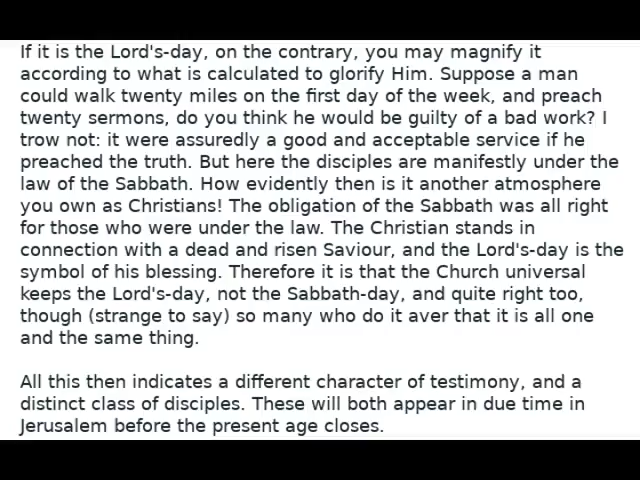 If it is the Lord's-day, on the contrary, you may magnify it
according to what is calculated to glorify Him. Suppose a man
could walk twenty miles on the first day of the week, and preach
twenty sermons, do you think he would be guilty of a bad work? I
trow not: it were assuredly a good and acceptable service if he
preached the truth. But here the disciples are manifestly under the
law of the Sabbath. How evidently then is it another atmosphere
you own as Christians! The obligation of the Sabbath was all right
for those who were under the law. The Christian stands in
connection with a dead and risen Saviour, and the Lord's-day is the
symbol of his blessing. Therefore it is that the Church universal
keeps the Lord's-day, not the Sabbath-day, and quite right too,
though (strange to say) so many who do it aver that it is all one
and the same thing.
All this then indicates a different character of testimony, and a
distinct class of disciples. These will both appear in due time in
Jerusalem before the present age closes.